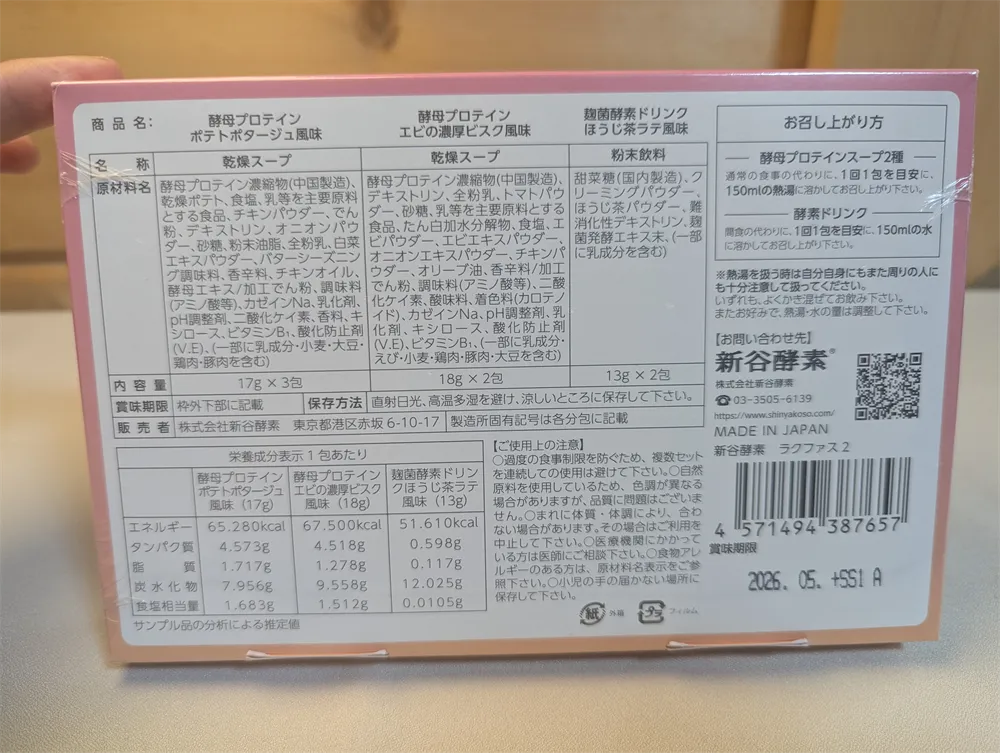 商品名:
酵母プロテイン
ポテトポタージュ風味
酵母プロテイン
エビの濃厚ビスク風味
麹菌酵素ドリンク
ほうじ茶ラテ風味
名称
乾燥スープ
乾燥スープ
粉末飲料
原材料名
酵母プロテイン濃縮物(中国製造)、
乾燥ポテト、食塩、乳等を主要原料
とする食品、チキンパウダー、でん
粉、デキストリン、オニオンパウ
ダー、砂糖、粉末油脂、全粉乳、白菜
エキスパウダー、バターシーズニン
グ調味料、香辛料、チキンオイル、
酵母エキス/加工でん粉、調味料
(アミノ酸等)、カゼインNa、乳化剤、
pH調整剤、二酸化ケイ素、香料、キ
シロース、ビタミンB₁、酸化防止剤
(V.E)、(一部に乳成分・小麦・大豆・
鶏肉・豚肉を含む)
酵母プロテイン濃縮物(中国製造)、
デキストリン、全粉乳、トマトパウ
ダー、砂糖、乳等を主要原料とする
食品、たん白加水分解物、食塩、エ
ビパウダー、エビエキスパウダー、
オニオンエキスパウダー、チキンパ
ウダー、オリーブ油、香辛料/加工
でん粉、調味料(アミノ酸等)、二酸
化ケイ素、酸味料、着色料(カロテノ
イド)、カゼインNa、pH調整剤、乳
化剤、キシロース、酸化防止剤
(V.E)、ビタミンB₁、(一部に乳成分・
えび・小麦・鶏肉・豚肉・大豆を含む)
甜菜糖(国内製造)、ク
リーミングパウダー、
ほうじ茶パウダー、難
消化性デキストリン、麹
菌発酵エキス末、(一部
に乳成分を含む)
内容量
17g × 3包
18g × 2包
13g × 2包
賞味期限 枠外下部に記載
保存方法 直射日光、高温多湿を避け、涼しいところに保存して下さい。
販売者 株式会社新谷酵素 東京都港区赤坂 6-10-17
製造所固有記号は各分包に記載
栄養成分表示 1 包あたり
酵母プロテイン
ポテトポタージュ
風味 (17g)
酵母プロテイン
エビの濃厚ビスク
風味 (18g)
麹菌酵素ドリン
クほうじ茶ラテ
風味 (13g)
エネルギー 65.280kcal 67.500kcal 51.610kcal
タンパク質 4.573g 4.518g 0.598g
脂質 1.717g 1.278g 0.117g
炭水化物 7.956g 9.558g 12.025g
食塩相当量 1.683g 1.512g 0.0105g
サンプル品の分析による推定値
【ご使用上の注意】
○過度の食事制限を防ぐため、複数セット
を連続しての使用は避けて下さい。○自然
原料を使用しているため、色調が異なる
場合がありますが、品質に問題はございま
せん。○まれに体質・体調により、合わ
ない場合があります。その場合はご利用を
中止して下さい。○医療機関にかかって
いる方は医師にご相談下さい。○食物アレ
ルギーのある方は、原材料名表示をご参
照下さい。○小児の手の届かない場所に
保存して下さい。
紙 外箱
プラ フィルム
お召し上がり方
酵母プロテインスープ2種
通常の食事の代わりに、1回1包を目安に、
150mlの熱湯に溶かしてお召し上がり下さい。
酵素ドリンク
間食の代わりに、1回1包を目安に、150mlの水
に溶かしてお召し上がり下さい。
※熱湯を扱う時は自分自身にもまた周りの人に
も十分注意して扱ってください。
いずれも、よくかき混ぜてお飲み下さい。
またお好みで、熱湯・水の量は調整して下さい。
【お問い合わせ先】
新谷酵素®
株式会社新谷酵素
☎03-3505-6139
https://www.shinyakoso.com/
MADE IN JAPAN
新谷酵素 ラクファス 2
4 571494 387657
賞味期限
2026. 05. +SS1 A